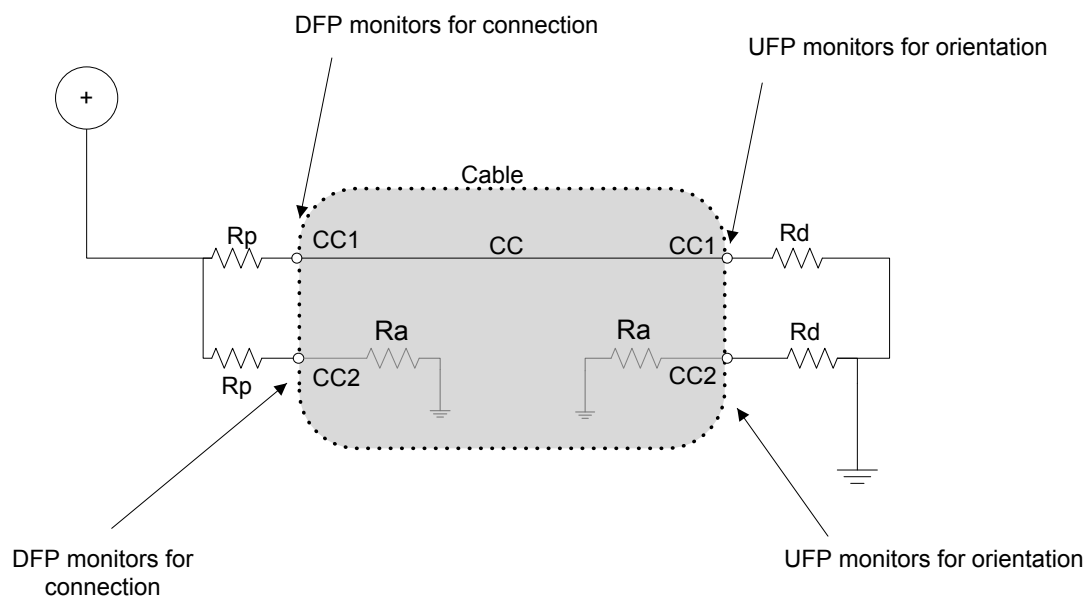 DFP monitors for connection
UFP monitors for orientation
+
Cable
Rp
CC1
CC
CC1
Rd
Ra
Ra
Rd
Rp
CC2
CC2
DFP monitors for
connection
UFP monitors for orientation